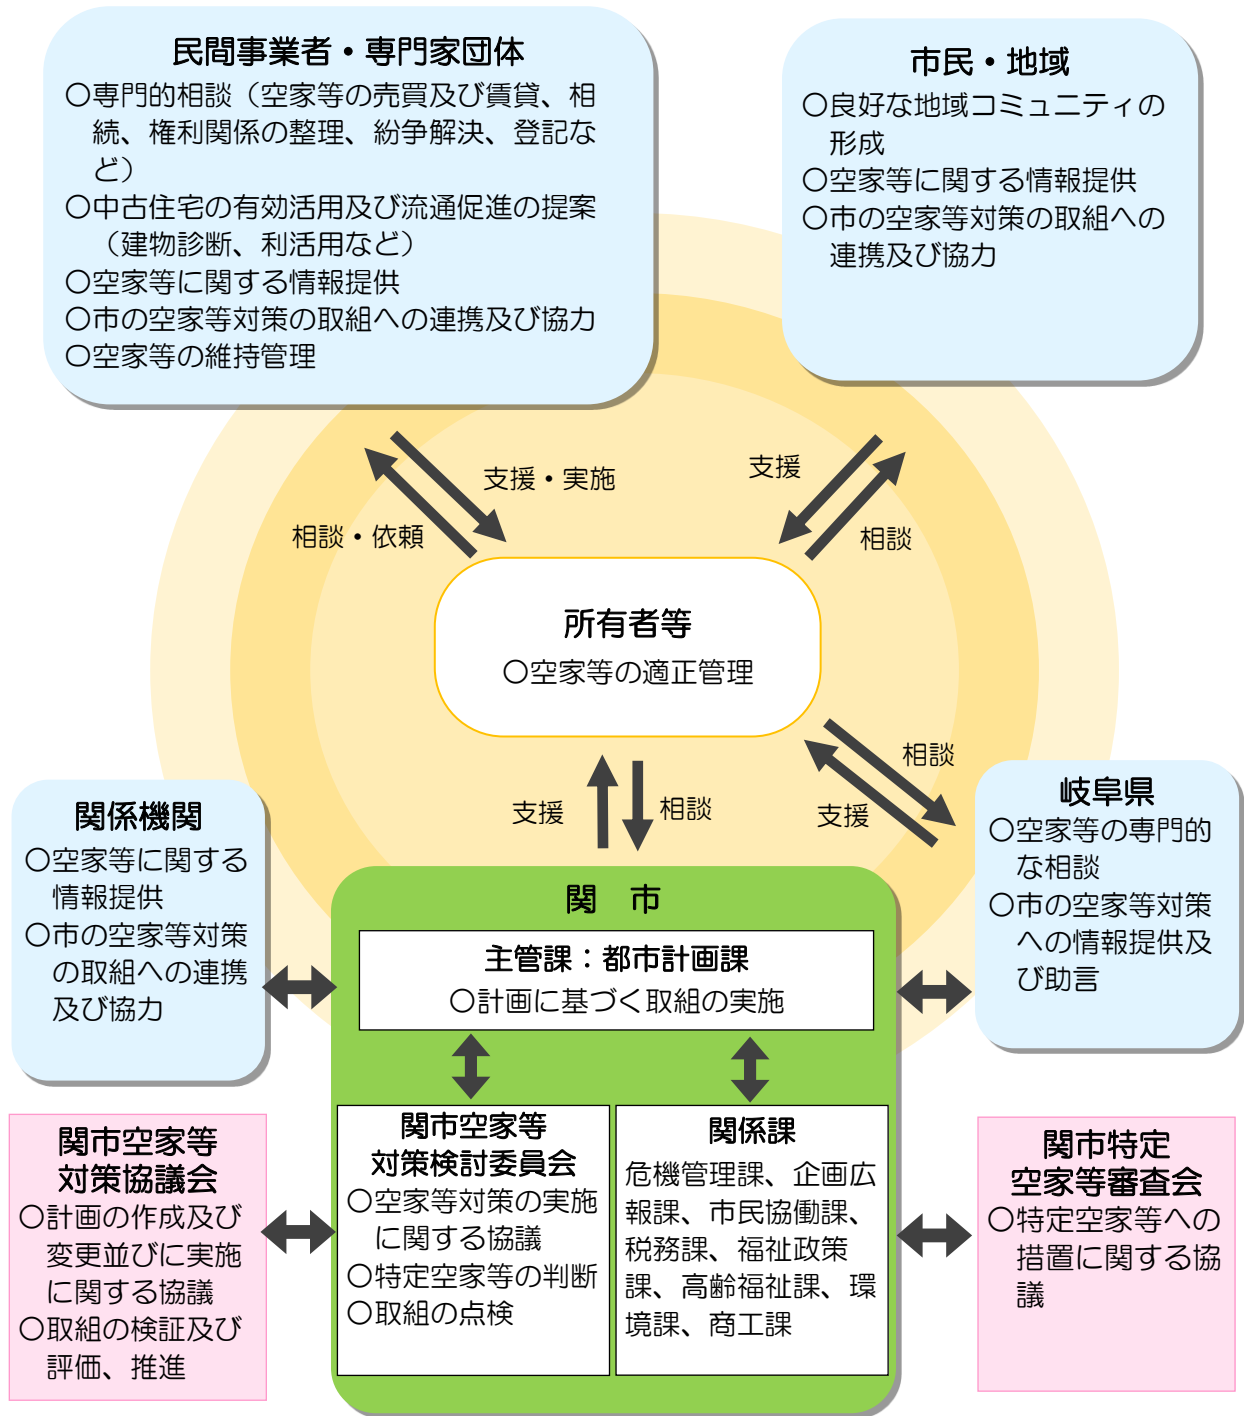 民間事業者・専門家団体
〇専門的相談（空家等の売買及び賃貸、相
続、権利関係の整理、紛争解決、登記な
ど）
〇中古住宅の有効活用及び流通促進の提案
（建物診断、利活用など）
〇空家等に関する情報提供
〇市の空家等対策の取組への連携及び協力
〇空家等の維持管理
市民・地域
〇良好な地域コミュニティの
形成
〇空家等に関する情報提供
〇市の空家等対策の取組への
連携及び協力
支援・実施
相談・依頼
支援
相談
所有者等
〇空家等の適正管理
支援
相談
相談
支援
関係機関
〇空家等に関する
情報提供
〇市の空家等対策
の取組への連携
及び協力
岐阜県
〇空家等の専門的
な相談
〇市の空家等対策
への情報提供及
び助言
関　市
主管課：都市計画課
〇計画に基づく取組の実施
関市空家等
対策検討委員会
〇空家等対策の実施
に関する協議
〇特定空家等の判断
〇取組の点検
関係課
危機管理課、企画広
報課、市民協働課、
税務課、福祉政策
課、高齢福祉課、環
境課、商工課
関市空家等
対策協議会
〇計画の作成及び
変更並びに実施
に関する協議
〇取組の検証及び
評価、推進
関市特定
空家等審査会
〇特定空家等への
措置に関する協
議